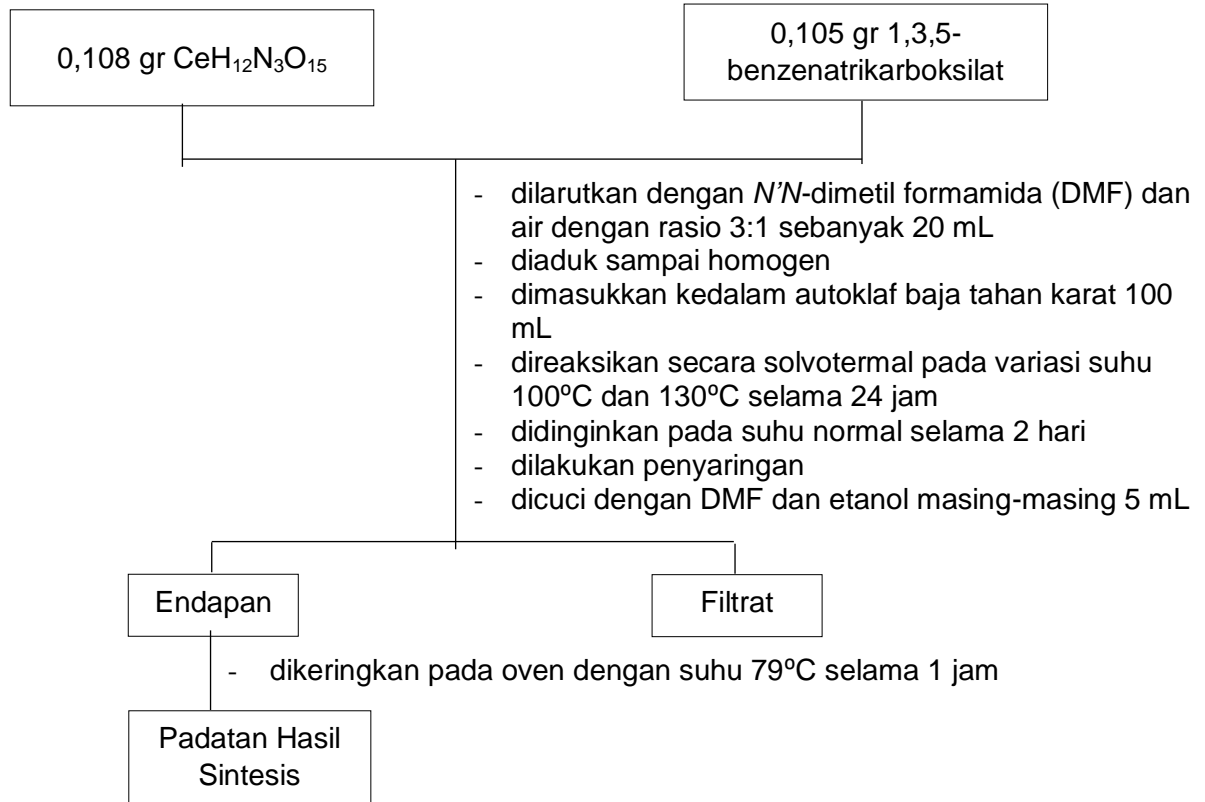 0,108 gr CeH₁₂N₃O₁₅
0,105 gr 1,3,5-
benzenatrikarboksilat
- dilarutkan dengan N'N-dimetil formamida (DMF) dan
air dengan rasio 3:1 sebanyak 20 mL
- diaduk sampai homogen
- dimasukkan kedalam autoklaf baja tahan karat 100
mL
- direaksikan secara solvotermal pada variasi suhu
100ºC dan 130ºC selama 24 jam
- didinginkan pada suhu normal selama 2 hari
- dilakukan penyaringan
- dicuci dengan DMF dan etanol masing-masing 5 mL
Endapan
Filtrat
- dikeringkan pada oven dengan suhu 79ºC selama 1 jam
Padatan Hasil
Sintesis